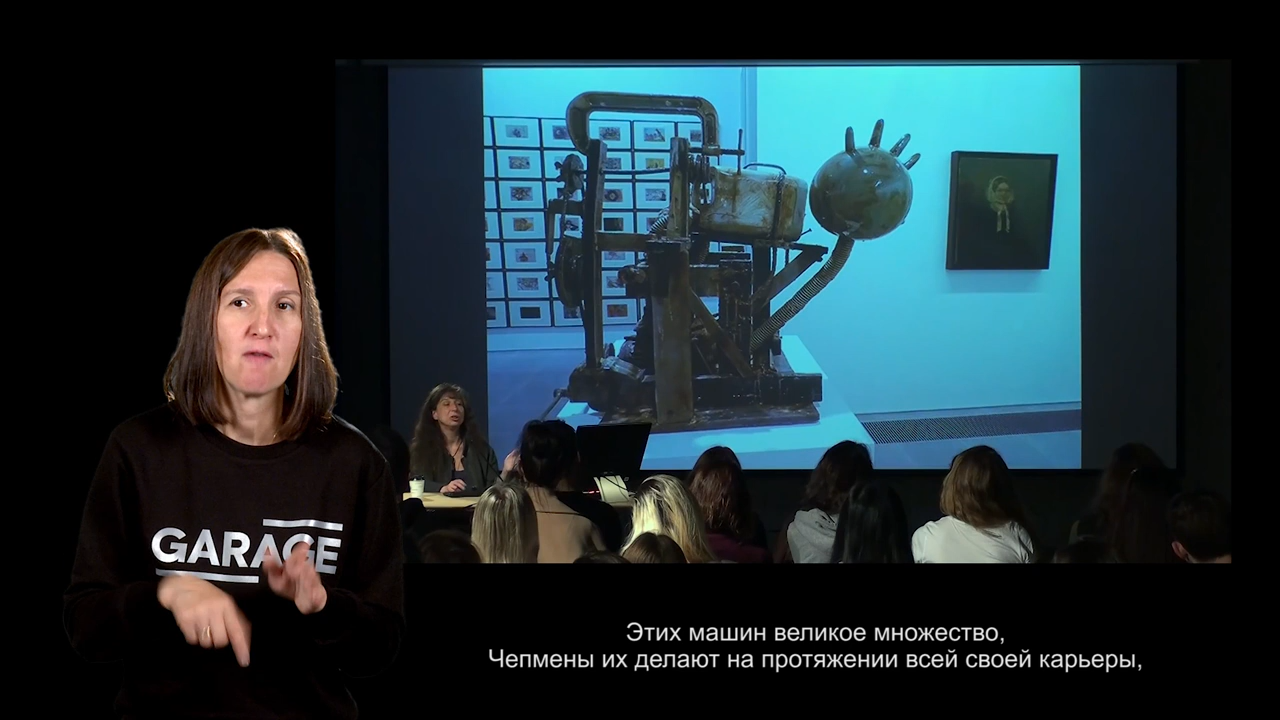 GARAGE
Этих машин великое множество,
Чепмены их делают на протяжении всей своей карьеры,